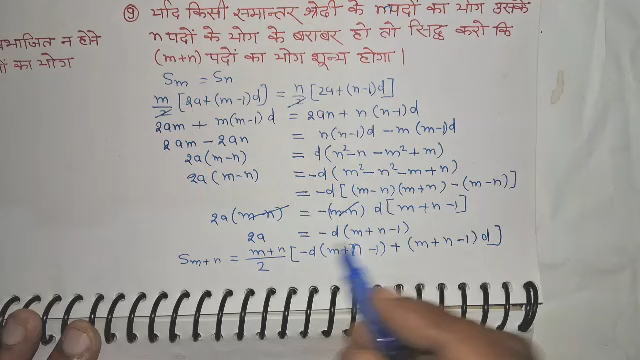 ⑨ यदि किसी समान्तर श्रेढी के m पदों का योग उसके
n पदों के योग के बराबर हो तो सिद्ध करो कि
(m+n) पदों का योग शून्य होगा।
भाजित न होने
का योग
Sm = Sn
m/2 [2a+(m-1)d] = n/2 [2a+(n-1)d]
2am + m(m-1)d = 2an + n(n-1)d
2am - 2an = n(n-1)d - m(m-1)d
2a(m-n) = d(n²-n-m²+m)
2a(m-n) = -d(m²-n²-m+n)
= -d[(m-n)(m+n) - (m-n)]
2a(m-n) = -(m-n) d[m+n-1]
2a = -d(m+n-1)
Sm+n = m+n/2 [-d(m+n-1) + (m+n-1)d]